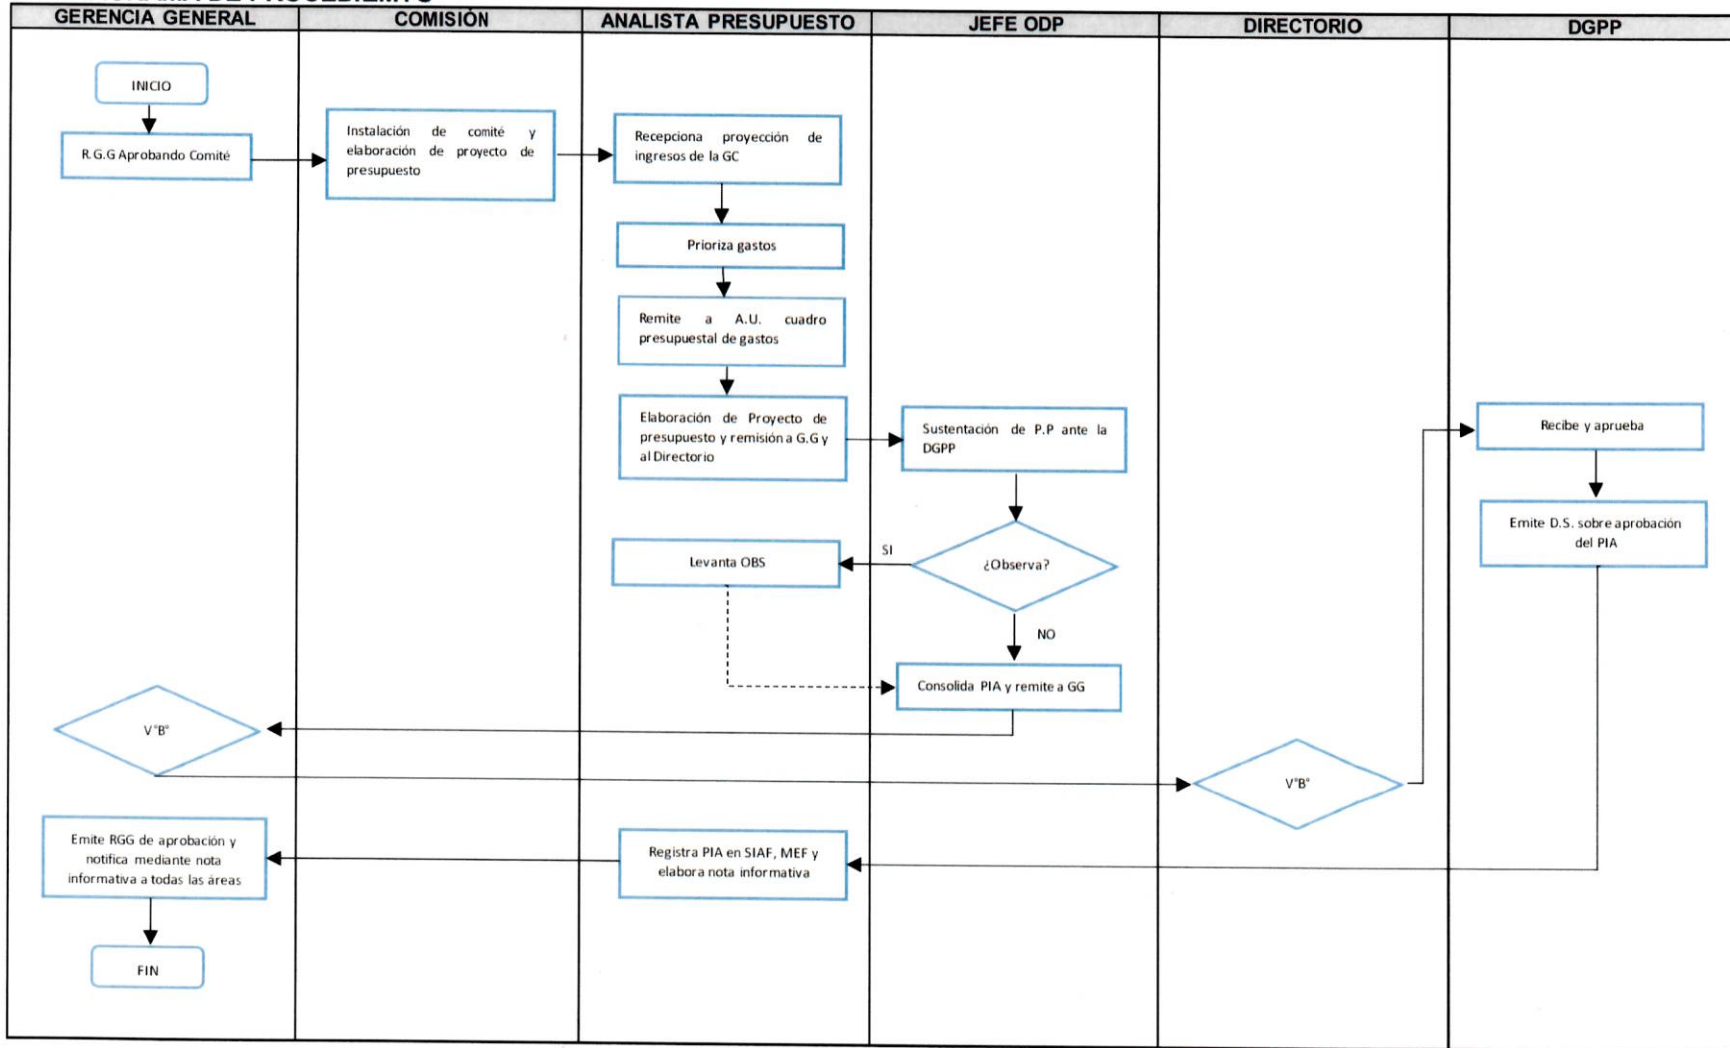 GERENCIA GENERAL
COMISIÓN
ANALISTA PRESUPUESTO
JEFE ODP
DIRECTORIO
DGPP
INICIO
R.G.G Aprobando Comité
Instalación de comité y
elaboración de proyecto de
presupuesto
Recepciona proyección de
ingresos de la GC
Prioriza gastos
Remite a A.U. cuadro
presupuestal de gastos
Elaboración de Proyecto de
presupuesto y remisión a G.G y
al Directorio
Sustentación de P.P ante la
DGPP
Recibe y aprueba
Emite D.S. sobre aprobación
del PIA
¿Observa?
SI
Levanta OBS
NO
Consolida PIA y remite a GG
V°B°
V°B°
Registra PIA en SIAF, MEF y
elabora nota informativa
Emite RGG de aprobación y
notifica mediante nota
informativa a todas las áreas
FIN